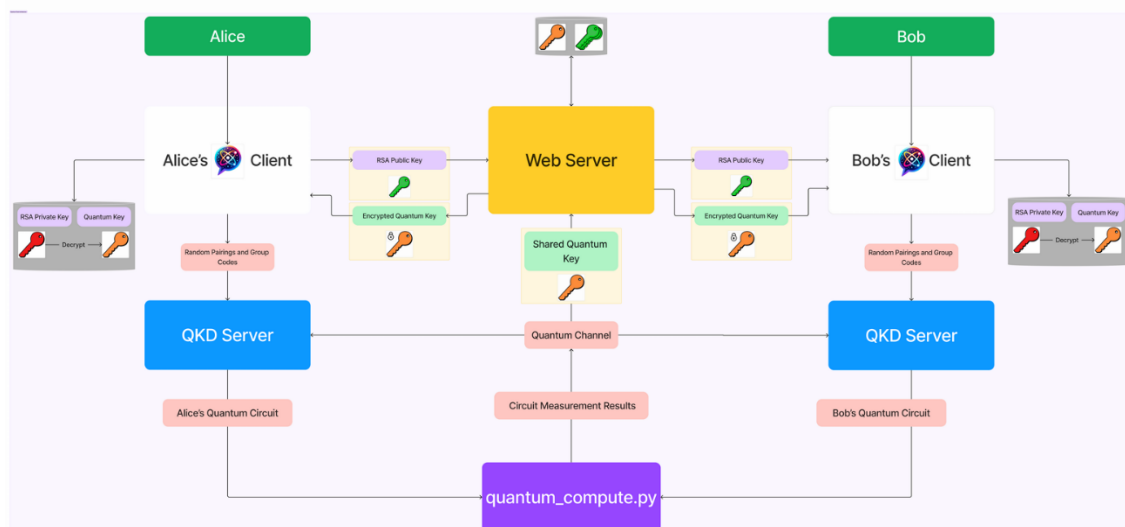 Alice
Bob
Alice's Client
RSA Public Key
Web Server
RSA Public Key
Bob's Client
Encrypted Quantum Key
Encrypted Quantum Key
RSA Private Key
Quantum Key
Decrypt
Shared Quantum
Key
RSA Private Key
Quantum Key
Decrypt
Random Pairings and Group
Codes
Random Pairings and Group
Codes
QKD Server
Quantum Channel
QKD Server
Alice's Quantum Circuit
Circuit Measurement Results
Bob's Quantum Circuit
quantum_compute.py